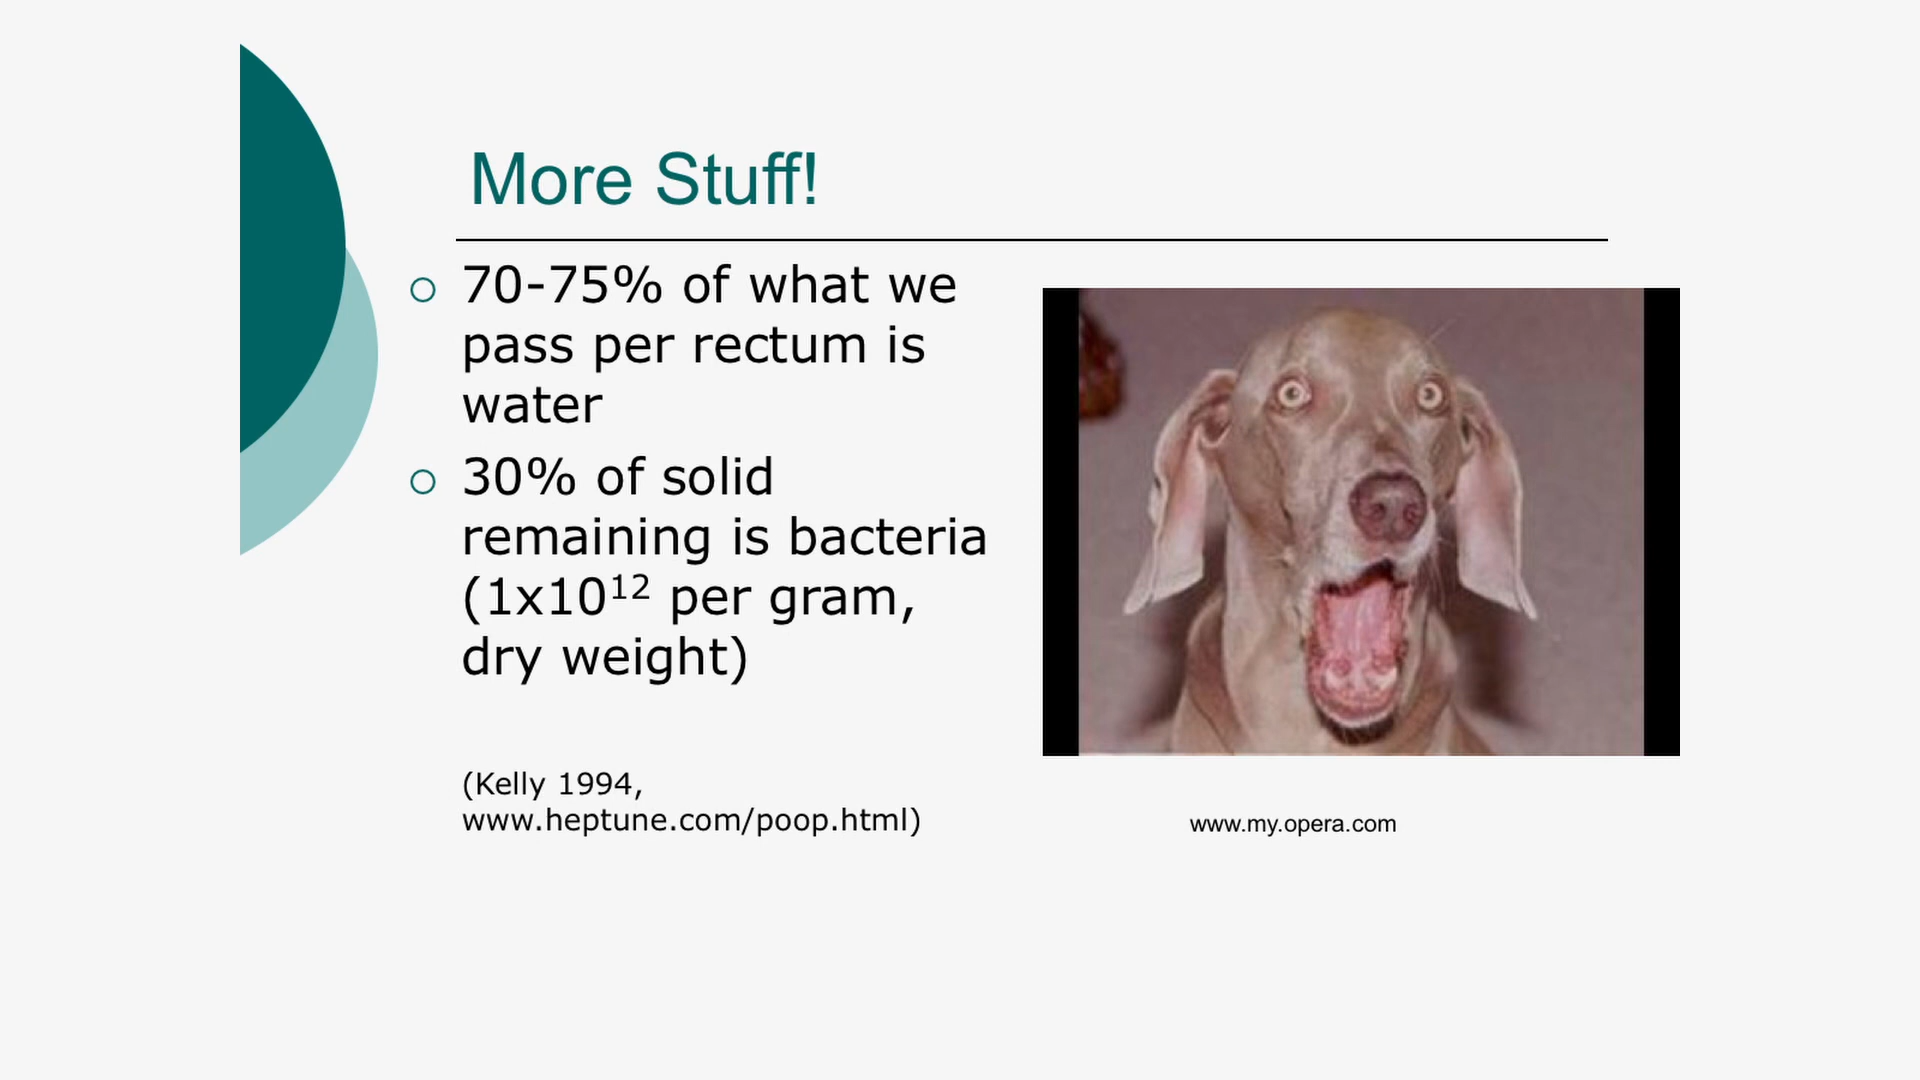 More Stuff!
70-75% of what we
pass per rectum is
water
30% of solid
remaining is bacteria
(1x10¹² per gram,
dry weight)
(Kelly 1994,
www.heptune.com/poop.html)
www.my.opera.com